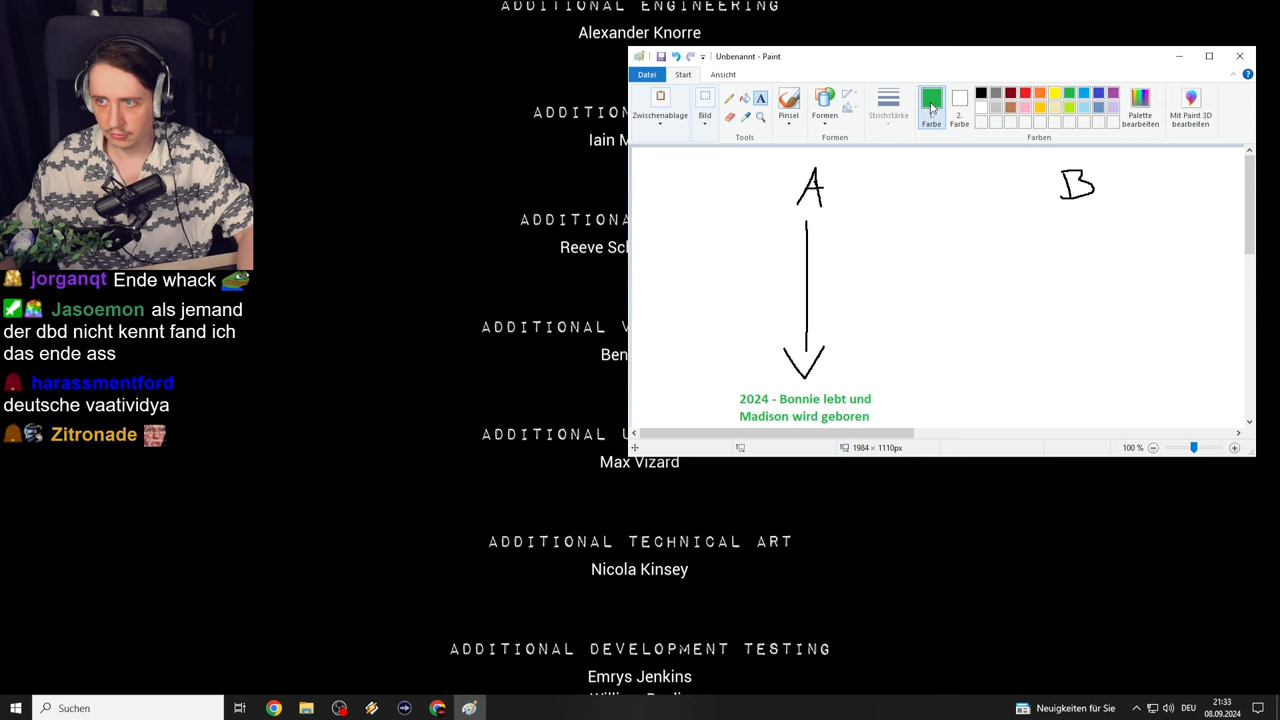 ADDITIONAL ENGINEERING
Alexander Knorre
Iain M
Reeve Sc
Ben
Max Vizard
ADDITIONAL TECHNICAL ART
Nicola Kinsey
ADDITIONAL DEVELOPMENT TESTING
Emrys Jenkins
jorganqt Ende whack
Jasoemon als jemand
der dbd nicht kennt fand ich
das ende ass
harassmentford
deutsche vaatividya
Zitronade
Unbenannt - Paint
Datei Start Ansicht
Zwischenablage
Bild
Tools
Pinsel
Formen
Formen
Strichstärke
1.
Farbe
2.
Farbe
Farben
Palette
bearbeiten
Mit Paint 3D
bearbeiten
A B
2024 - Bonnie lebt und
Madison wird geboren
1984 × 1110px
100 %
Suchen
Neuigkeiten für Sie
DEU
21:33
08.09.2024